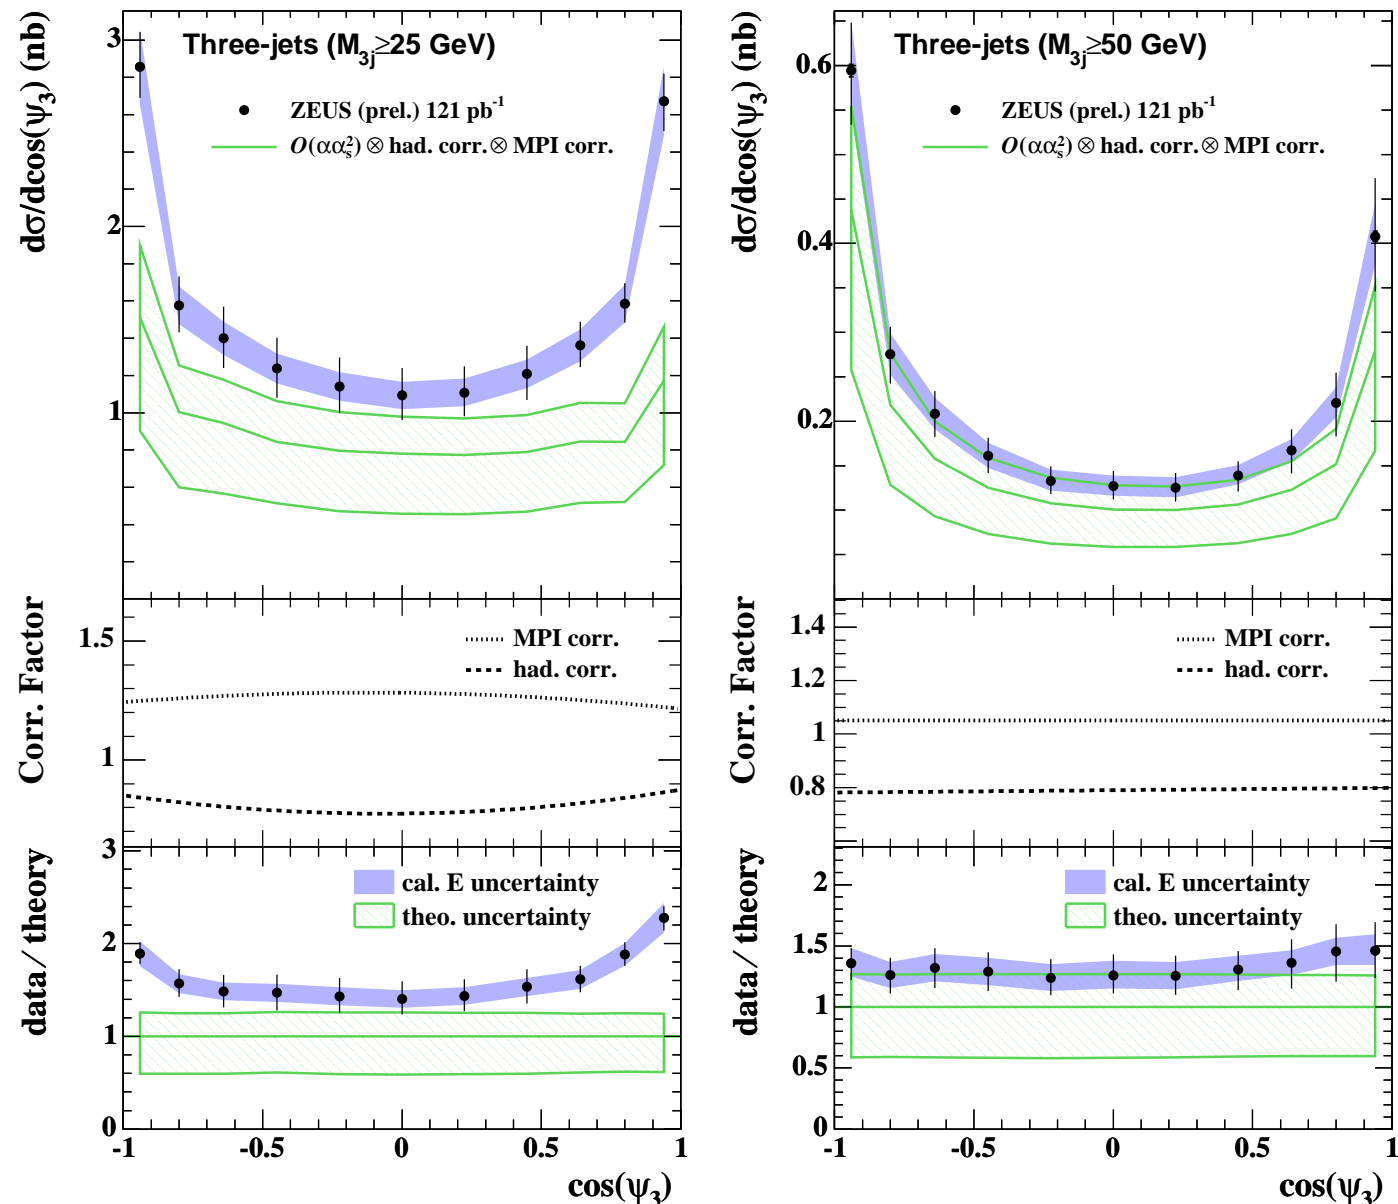 Three-jets (M3j≥25 GeV)
ZEUS (prel.) 121 pb-1
O(ααs2) ⊗ had. corr. ⊗ MPI corr.
dσ/dcos(ψ3) (nb)
3
2
1
MPI corr.
had. corr.
Corr. Factor
1.5
1
cal. E uncertainty
theo. uncertainty
data / theory
3
2
1
0
-1 -0.5 0 0.5 1
cos(ψ3)
Three-jets (M3j≥50 GeV)
ZEUS (prel.) 121 pb-1
O(ααs2) ⊗ had. corr. ⊗ MPI corr.
dσ/dcos(ψ3) (nb)
0.6
0.4
0.2
MPI corr.
had. corr.
Corr. Factor
1.4
1.2
1
0.8
cal. E uncertainty
theo. uncertainty
data / theory
2
1.5
1
0.5
0
-1 -0.5 0 0.5 1
cos(ψ3)